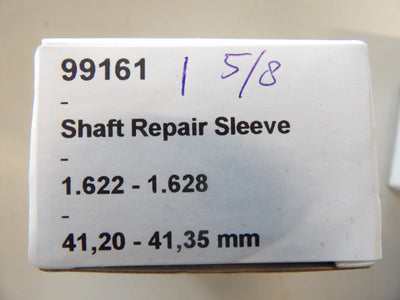 99161 1 5/8
-
Shaft Repair Sleeve
-
1.622 - 1.628
-
41,20 - 41,35 mm